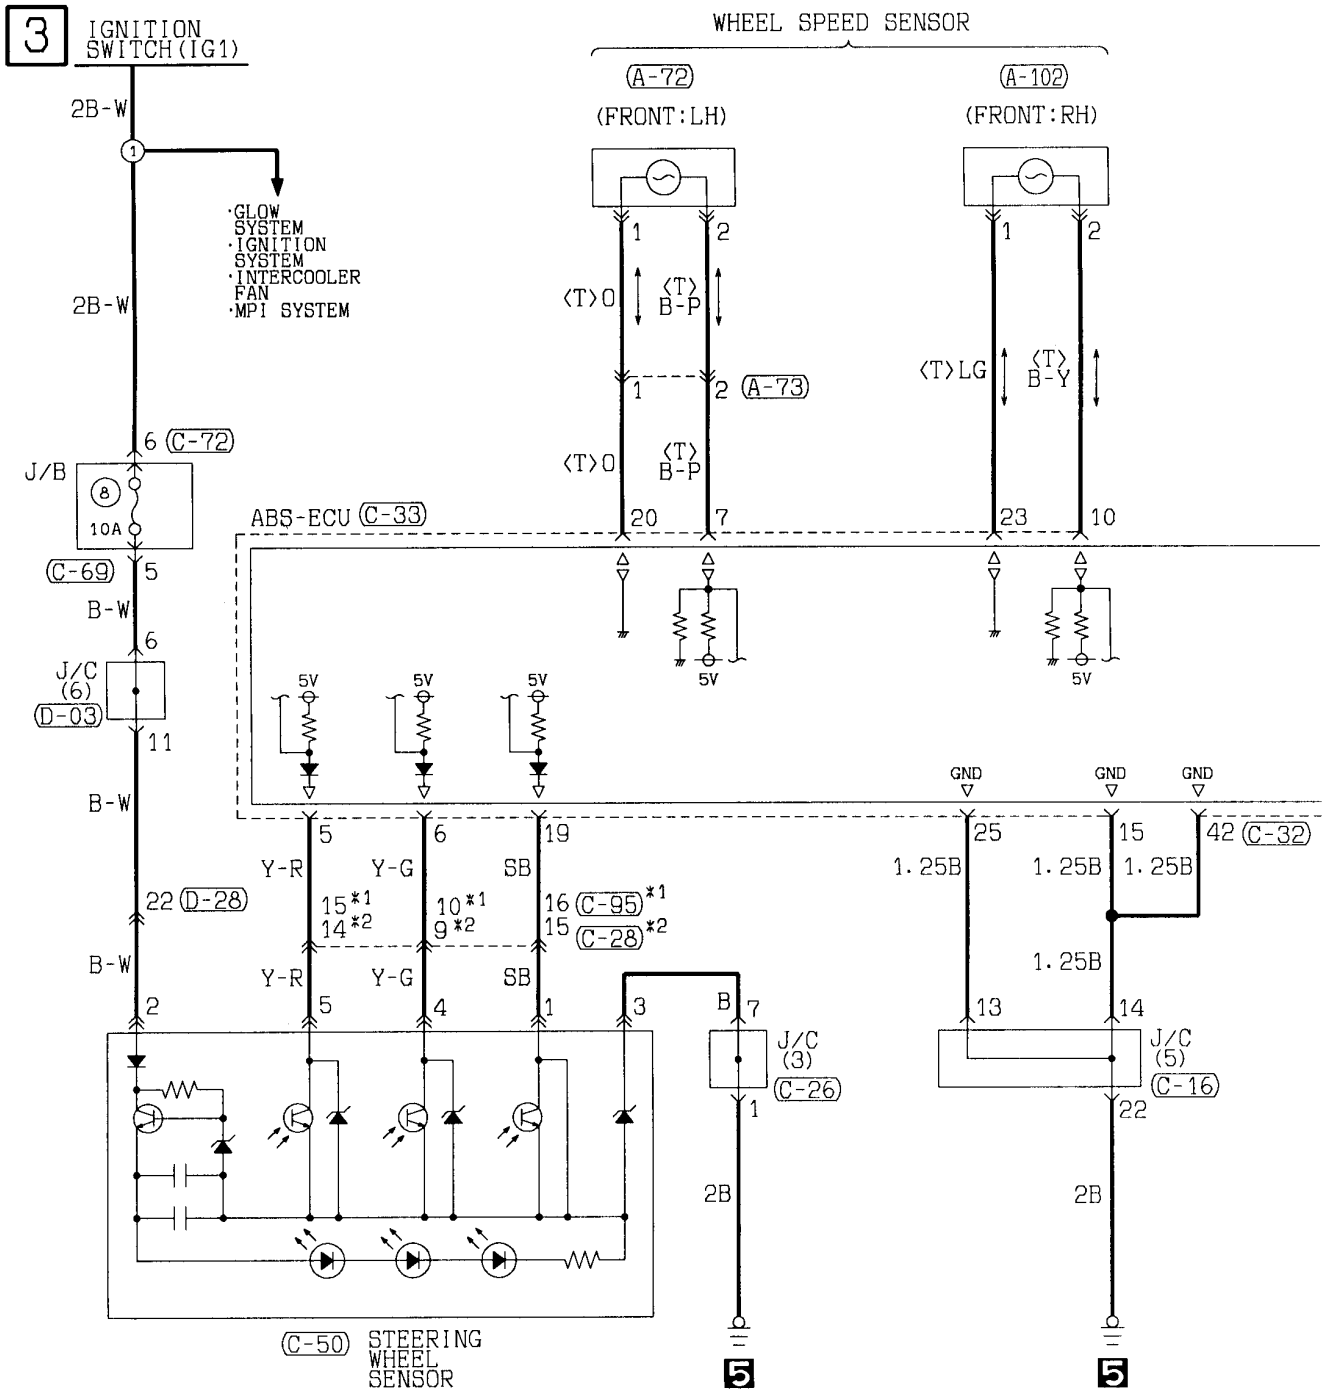 3
IGNITION
SWITCH(IG1)
WHEEL SPEED SENSOR
A-72
A-102
(FRONT:LH)
(FRONT:RH)
2B-W
1
·GLOW
SYSTEM
·IGNITION
SYSTEM
·INTERCOOLER
FAN
·MPI SYSTEM
1
2
1
2
2B-W
<T>O
<T>
B-P
<T>LG
<T>
B-Y
1
2
A-73
6
C-72
J/B
8
10A
<T>O
<T>
B-P
ABS-ECU
C-33
20
7
23
10
C-69
5
B-W
6
J/C
(6)
D-03
11
5V
5V
5V
5V
5V
GND
GND
GND
B-W
5
6
19
25
15
42
C-32
Y-R
Y-G
SB
1.25B
1.25B
1.25B
22
D-28
15*1
14*2
10*1
9*2
16
C-95
*1
15
C-28
*2
B-W
Y-R
Y-G
SB
1.25B
2
5
4
1
3
B
7
13
14
J/C
(3)
C-26
J/C
(5)
C-16
1
22
2B
2B
C-50
STEERING
WHEEL
SENSOR
5
5